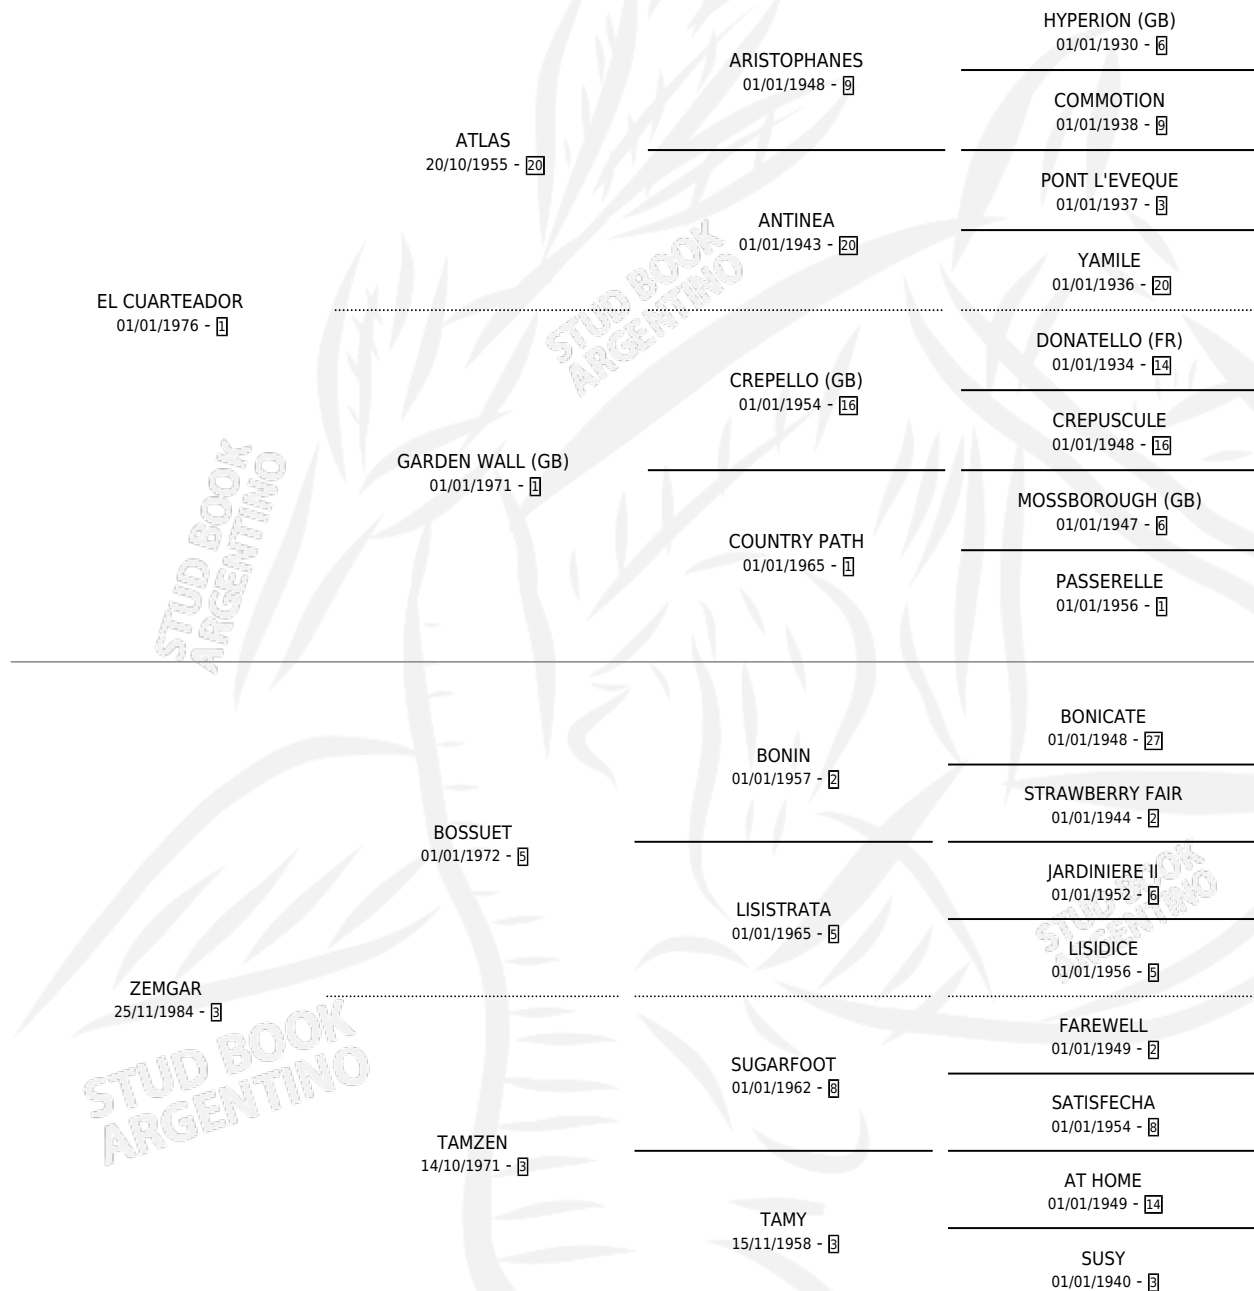 HYPERION (GB)
01/01/1930 - 6
ARISTOPHANES
01/01/1948 - 9
COMMOTION
01/01/1938 - 9
ATLAS
20/10/1955 - 20
PONT L'EVEQUE
01/01/1937 - 3
ANTINEA
01/01/1943 - 20
YAMILE
01/01/1936 - 20
EL CUARTEADOR
01/01/1976 - 1
DONATELLO (FR)
01/01/1934 - 14
CREPELLO (GB)
01/01/1954 - 16
CREPUSCULE
01/01/1948 - 16
GARDEN WALL (GB)
01/01/1971 - 1
MOSSBOROUGH (GB)
01/01/1947 - 6
COUNTRY PATH
01/01/1965 - 1
PASSERELLE
01/01/1956 - 1
BONICATE
01/01/1948 - 27
BONIN
01/01/1957 - 2
STRAWBERRY FAIR
01/01/1944 - 2
BOSSUET
01/01/1972 - 5
JARDINIERE II
01/01/1952 - 6
LISISTRATA
01/01/1965 - 5
LISIDICE
01/01/1956 - 5
ZEMGAR
25/11/1984 - 3
FAREWELL
01/01/1949 - 2
SUGARFOOT
01/01/1962 - 8
SATISFECHA
01/01/1954 - 8
TAMZEN
14/10/1971 - 3
AT HOME
01/01/1949 - 14
TAMY
15/11/1958 - 3
SUSY
01/01/1940 - 3
STUD BOOK
ARGENTINO
STUD BOOK
ARGENTINO
STUD BOOK
ARGENTINO
STUD BOOK
ARGENTINO